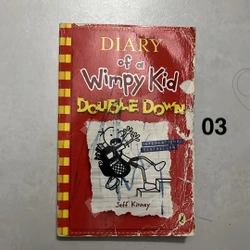 DIARY
of a
Wimpy Kid
DOUBLE DOWN
Jeff Kinney
03